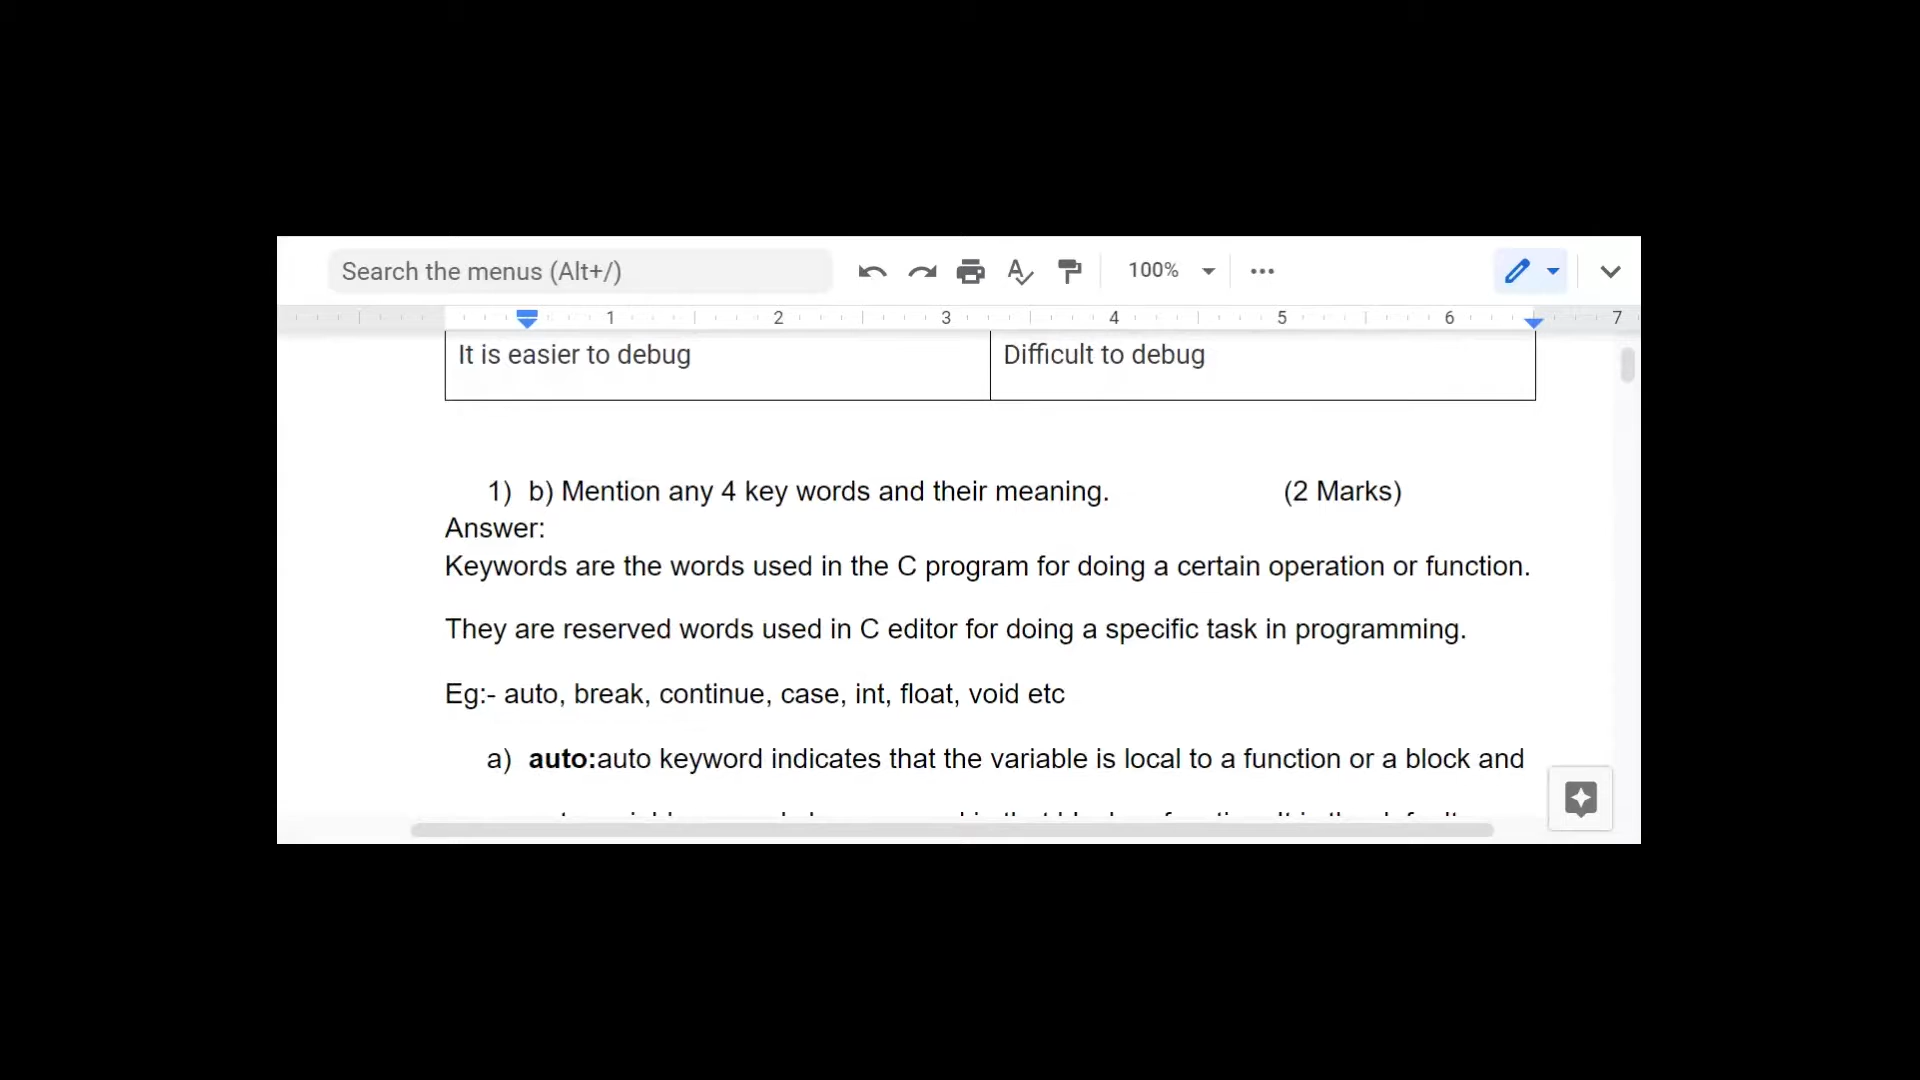 Search the menus (Alt+/)
100%
1 2 3 4 5 6 7
It is easier to debug Difficult to debug
1) b) Mention any 4 key words and their meaning. (2 Marks)
Answer:
Keywords are the words used in the C program for doing a certain operation or function.
They are reserved words used in C editor for doing a specific task in programming.
Eg:- auto, break, continue, case, int, float, void etc
a) auto:auto keyword indicates that the variable is local to a function or a block and